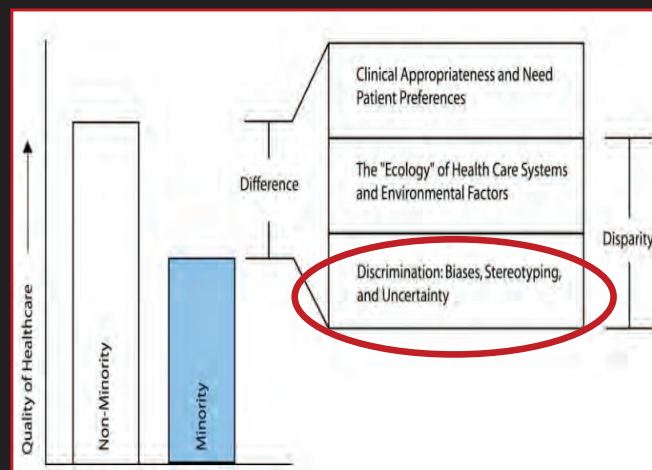 Quality of Healthcare
Non-Minority
Minority
Difference
Clinical Appropriateness and Need
Patient Preferences
The "Ecology" of Health Care Systems
and Environmental Factors
Discrimination: Biases, Stereotyping,
and Uncertainty
Disparity